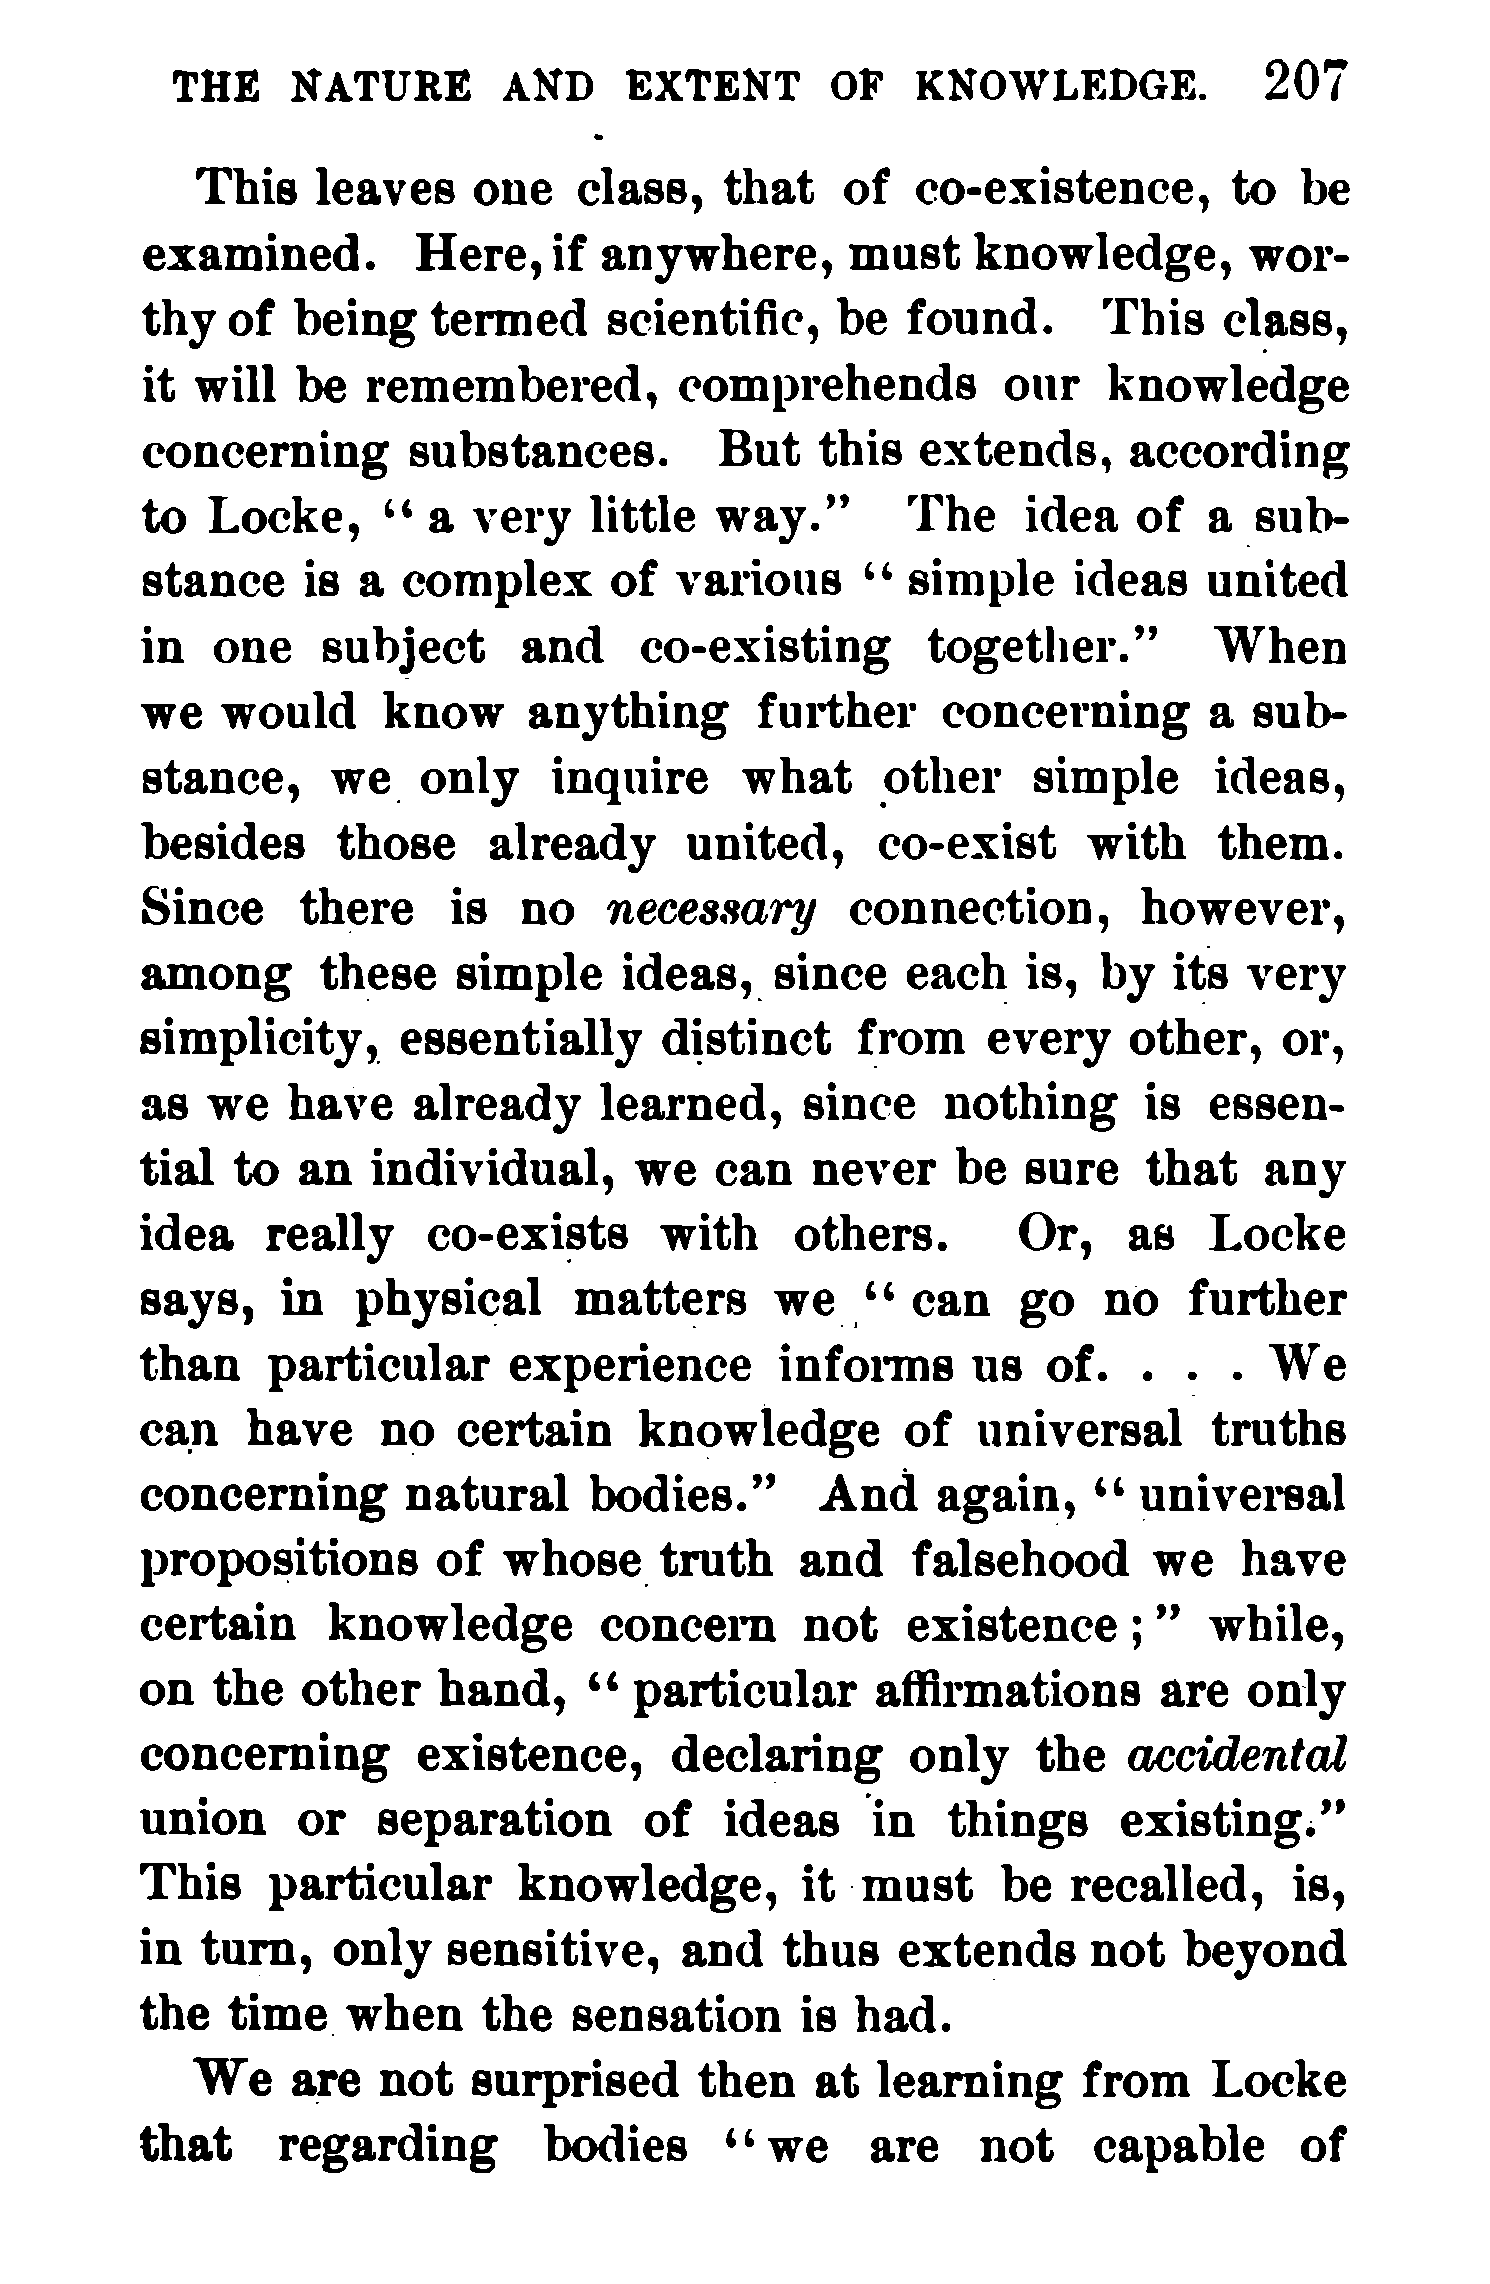 THE NATURE AND EXTENT OF KNOWLEDGE. 207
This leaves one class, that of co-existence, to be
examined. Here, if anywhere, must knowledge, wor-
thy of being termed scientific, be found. This class,
it will be remembered, comprehends our knowledge
concerning substances. But this extends, according
to Locke, “ a very little way.” The idea of a sub-
stance is a complex of various “ simple ideas united
in one subject and co-existing together.” When
we would know anything further concerning a sub-
stance, we only inquire what other simple ideas,
besides those already united, co-exist with them.
Since there is no necessary connection, however,
among these simple ideas, since each is, by its very
simplicity, essentially distinct from every other, or,
as we have already learned, since nothing is essen-
tial to an individual, we can never be sure that any
idea really co-exists with others. Or, as Locke
says, in physical matters we “ can go no further
than particular experience informs us of. . . . We
can have no certain knowledge of universal truths
concerning natural bodies.” And again, “ universal
propositions of whose truth and falsehood we have
certain knowledge concern not existence ; ” while,
on the other hand, “ particular affirmations are only
concerning existence, declaring only the accidental
union or separation of ideas in things existing.”
This particular knowledge, it must be recalled, is,
in turn, only sensitive, and thus extends not beyond
the time when the sensation is had.
We are not surprised then at learning from Locke
that regarding bodies “ we are not capable of